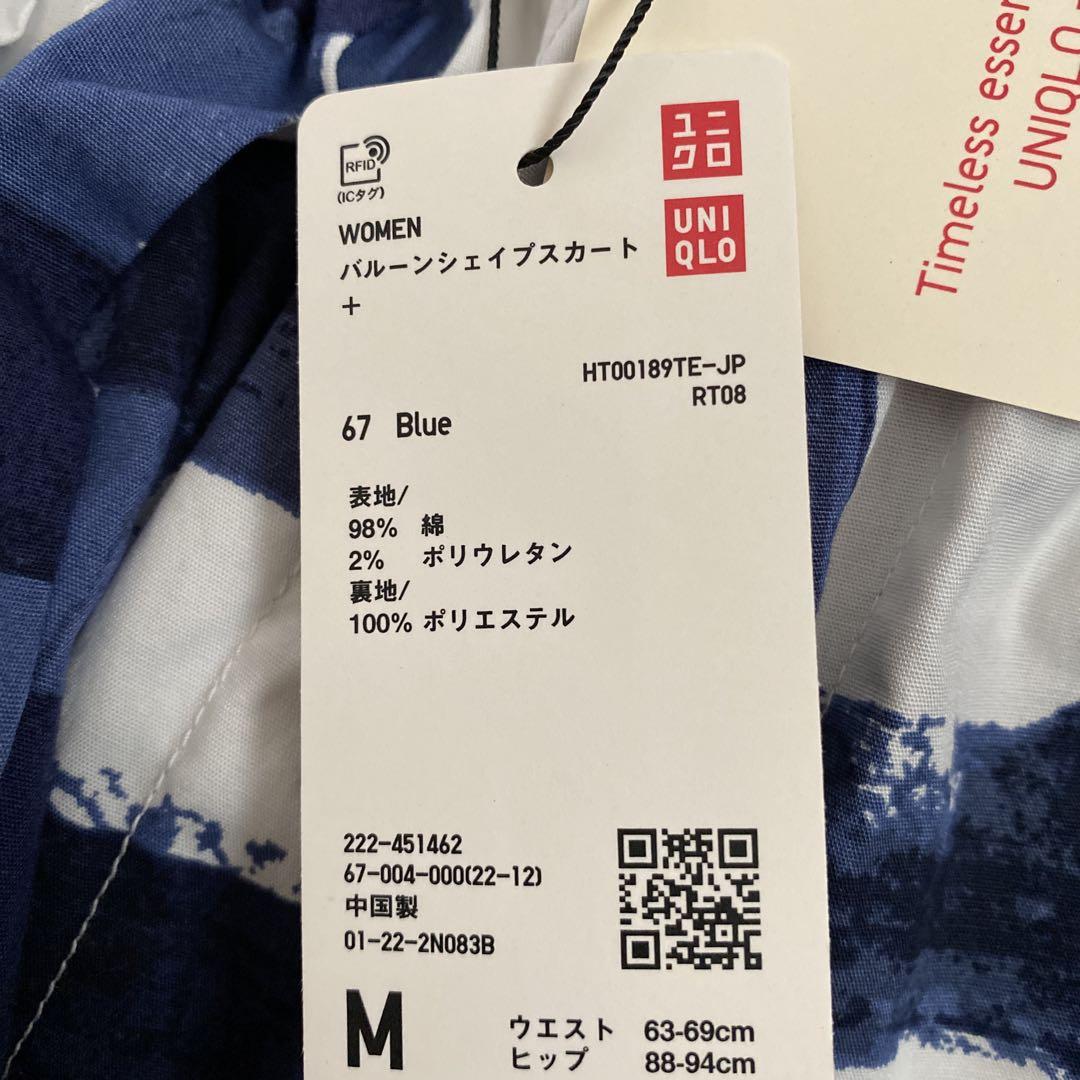 RFID
(ICタグ)
ユニ
クロ
UNI
QLO
WOMEN
バルーンシェイプスカート
+
HT00189TE-JP
RT08
67 Blue
表地/
98% 綿
2% ポリウレタン
裏地/
100% ポリエステル
222-451462
67-004-000(22-12)
中国製
01-22-2N083B
M
ウエスト 63-69cm
ヒップ 88-94cm
Timeless
UNIQLO